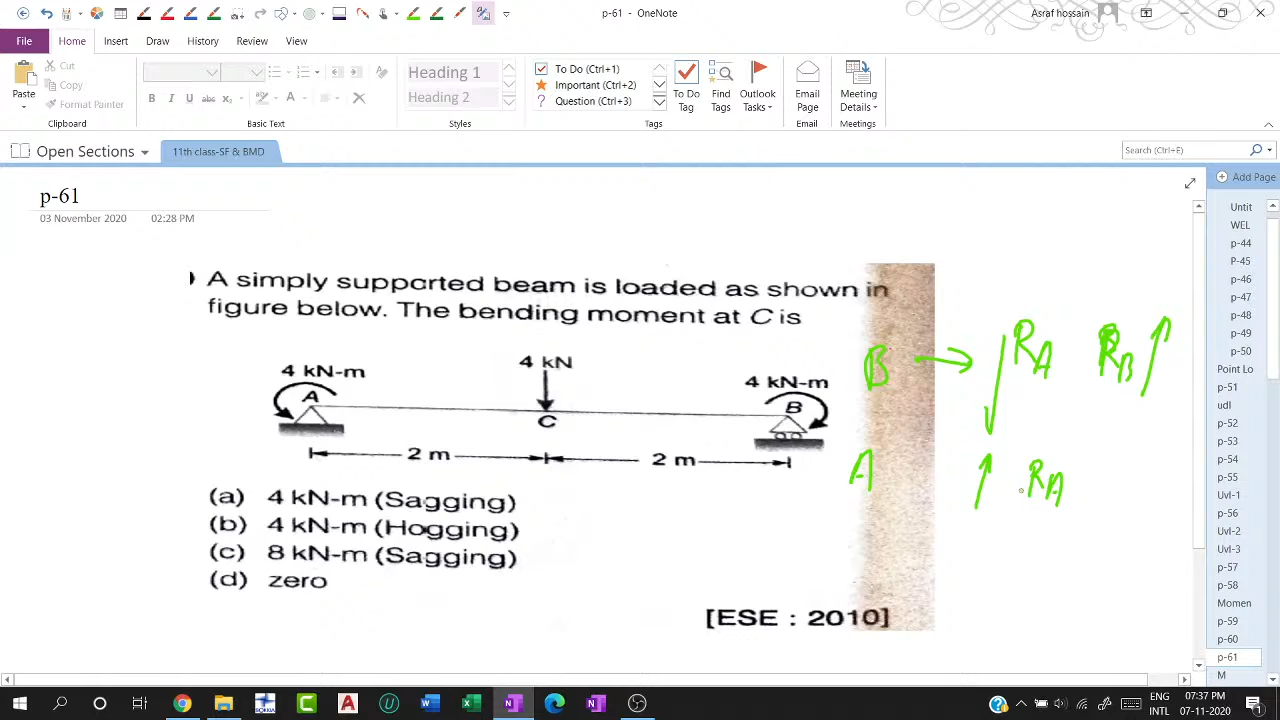 p-61 - OneNote
Asraf hossain
File Home Insert Draw History Review View
Paste
Cut
Copy
Format Painter
Clipboard
B I U abc X₂ A
Basic Text
Heading 1
Heading 2
Styles
To Do (Ctrl+1)
Important (Ctrl+2)
Question (Ctrl+3)
To Do Tag
Find Tags
Tags
Outlook Tasks
Email Page
Email
Meeting Details
Meetings
Open Sections
11th class-SF & BMD
Search (Ctrl+E)
Add Page
p-61
03 November 2020 02:28 PM
A simply supported beam is loaded as shown in
figure below. The bending moment at C is
4 kN-m
4 kN
4 kN-m
A
C
B
2 m
2 m
(a) 4 kN-m (Sagging)
(b) 4 kN-m (Hogging)
(c) 8 kN-m (Sagging)
(d) zero
[ESE : 2010]
B → RA RB
A RA
Untit
WEL
p-44
P-45
p-46
p-47
p-48
p-49
p-50
Point Lo
p-51
udl
p-52
p-53
p-54
p-55
Uvl-1
p-56
Uvl-2
Uvl-3
p-57
p-58
Momen
p-59
p-60
p-61
M
ENG
INTL
07:37 PM
07-11-2020